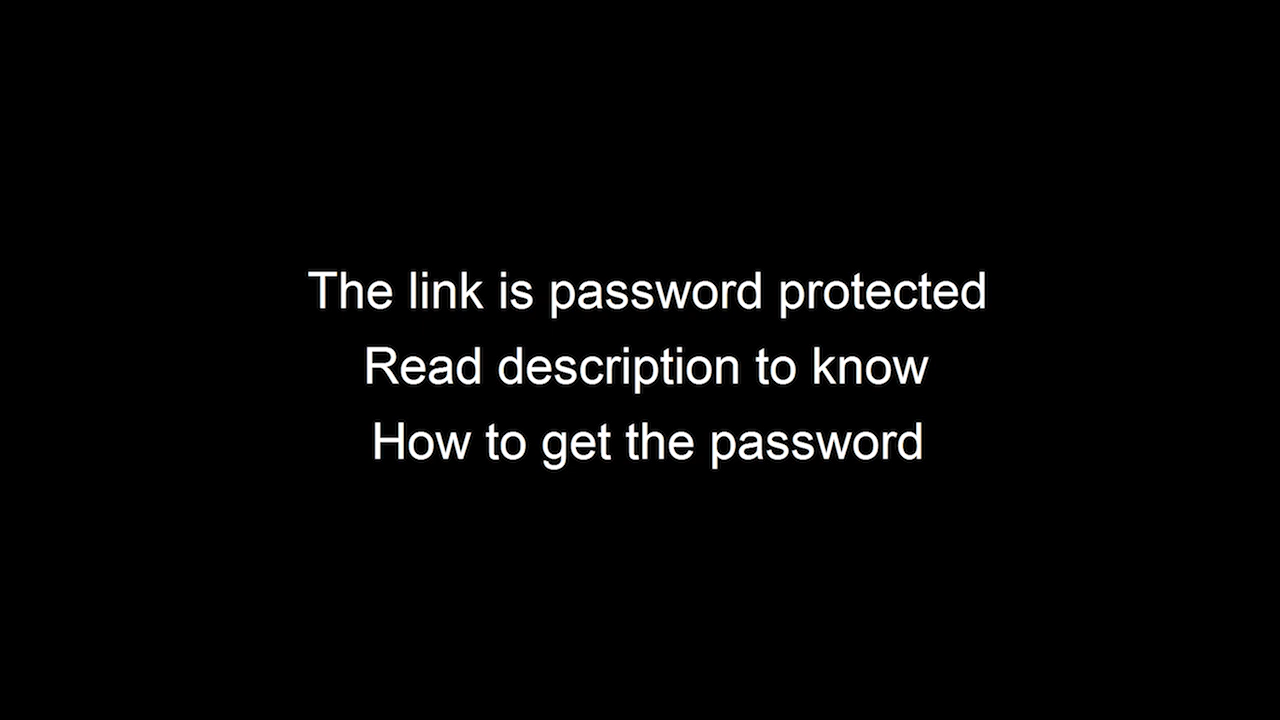 The link is password protected
Read description to know
How to get the password